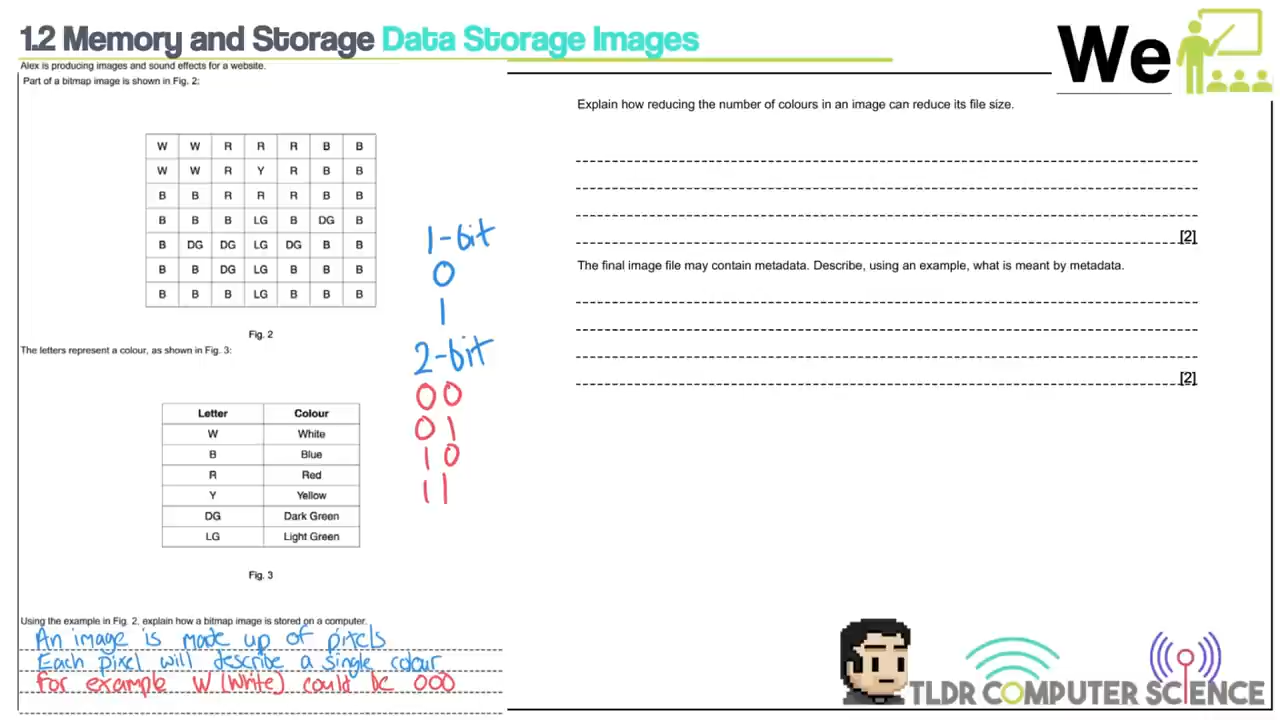 1.2 Memory and Storage Data Storage Images
We
Alex is producing images and sound effects for a website.
Part of a bitmap image is shown in Fig. 2:
W W R R R B B
W W R Y R B B
B B R R R B B
B B B LG B DG B
B DG DG LG DG B B
B B DG LG B B B
B B B LG B B B
Fig. 2
The letters represent a colour, as shown in Fig. 3:
Letter Colour
W White
B Blue
R Red
Y Yellow
DG Dark Green
LG Light Green
Fig. 3
1-bit
0
1
2-bit
00
01
10
11
Using the example in Fig. 2, explain how a bitmap image is stored on a computer.
An image is made up of pixels
Each pixel will describe a single colour
for example W (White) could be 000
Explain how reducing the number of colours in an image can reduce its file size.
[2]
The final image file may contain metadata. Describe, using an example, what is meant by metadata.
[2]
TLDR COMPUTER SCIENCE